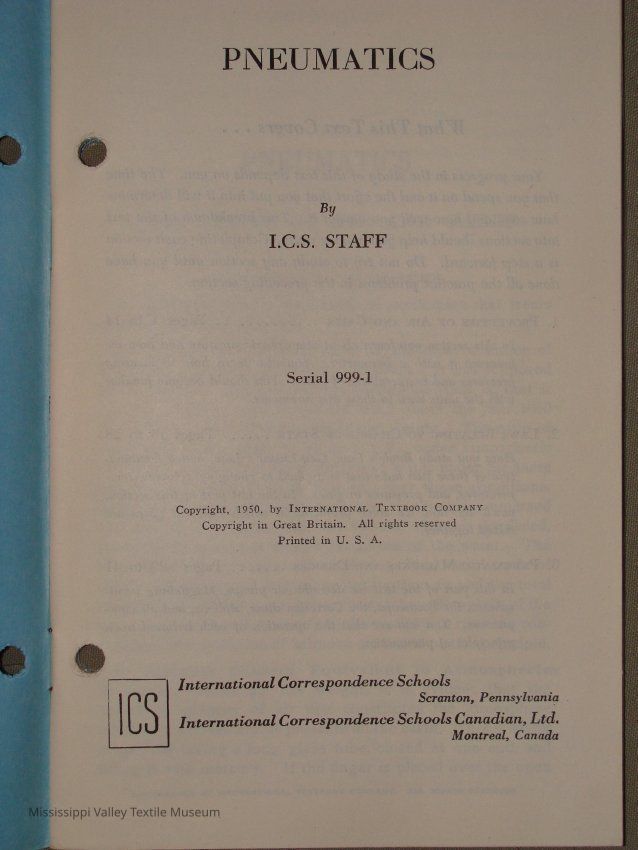 PNEUMATICS
By
I.C.S. STAFF
Serial 999-1
Copyright, 1950, by INTERNATIONAL TEXTBOOK COMPANY
Copyright in Great Britain. All rights reserved
Printed in U. S. A.
ICS
International Correspondence Schools
Scranton, Pennsylvania
International Correspondence Schools Canadian, Ltd.
Montreal, Canada
Mississippi Valley Textile Museum